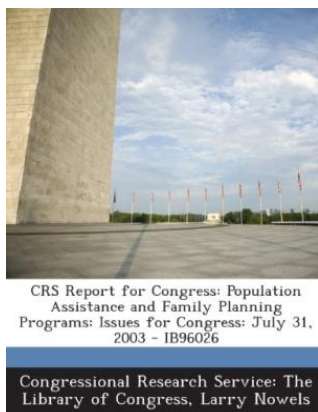 CRS Report for Congress: Population
Assistance and Family Planning
Programs: Issues for Congress: July 31,
2003 - IB96026
Congressional Research Service: The
Library of Congress, Larry Nowels